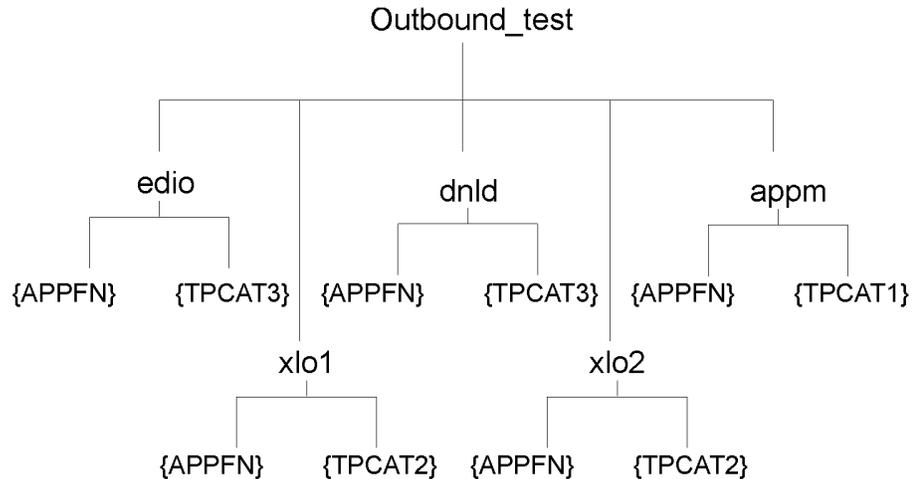 Outbound_test
edio
dnld
appm
{APPFN} {TPCAT3} {APPFN} {TPCAT3} {APPFN} {TPCAT1}
xlo1
xlo2
{APPFN} {TPCAT2} {APPFN} {TPCAT2}